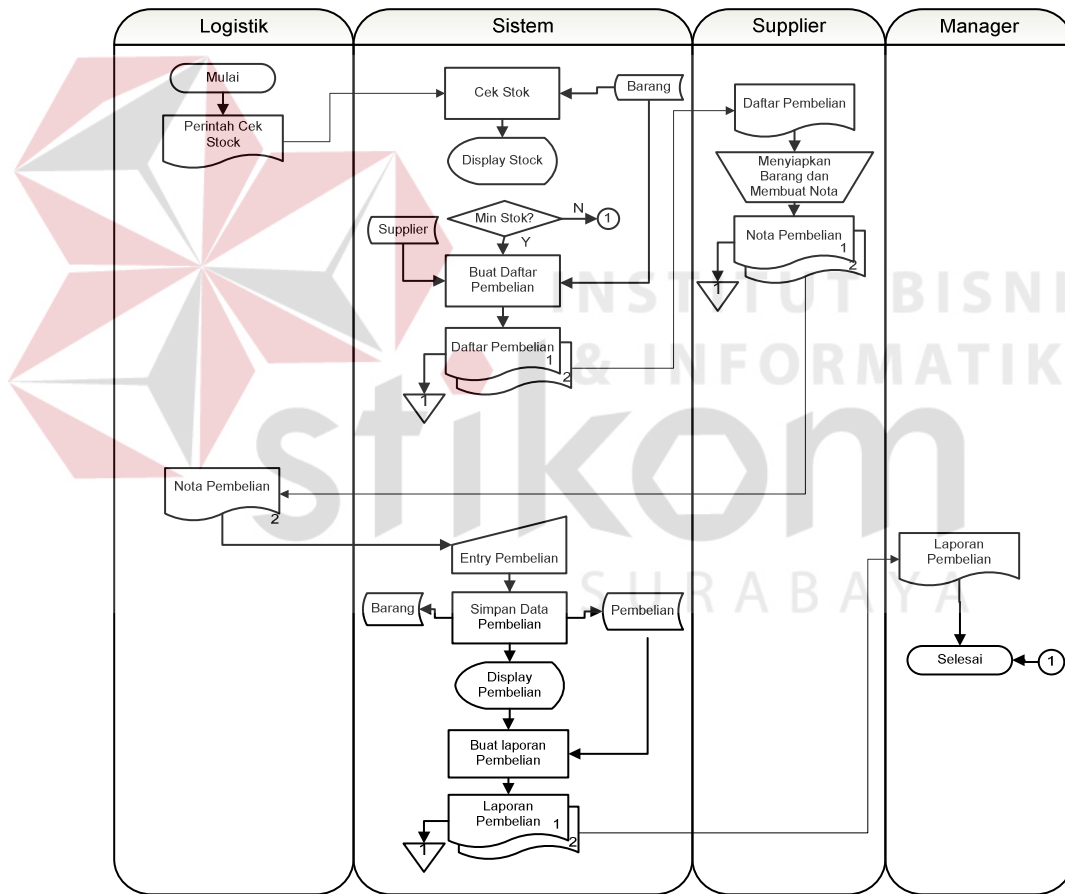 Logistik
Sistem
Supplier
Manager
Mulai
Perintah Cek
Stock
Cek Stok
Barang
Display Stock
Daftar Pembelian
Menyiapkan
Barang dan
Membuat Nota
Supplier
Min Stok?
N
1
Y
Nota Pembelian
1
2
1
Buat Daftar
Pembelian
Daftar Pembelian
1
2
1
INSTITUT BISNI
& INFORMATIK
stikom
SURABAYA
Nota Pembelian
2
Entry Pembelian
Laporan
Pembelian
Barang
Simpan Data
Pembelian
Pembelian
Selesai
1
Display
Pembelian
Buat laporan
Pembelian
Laporan
Pembelian
1
2
1